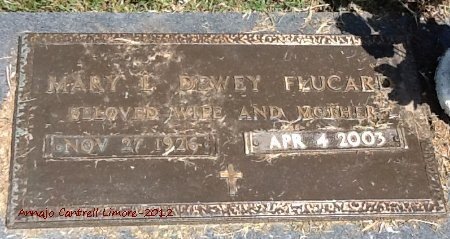 MARY L DEWEY FLUCARD
BELOVED WIFE AND MOTHER
NOV 27 1926 APR 4 2003
Annajo Cantrell Limore-2012